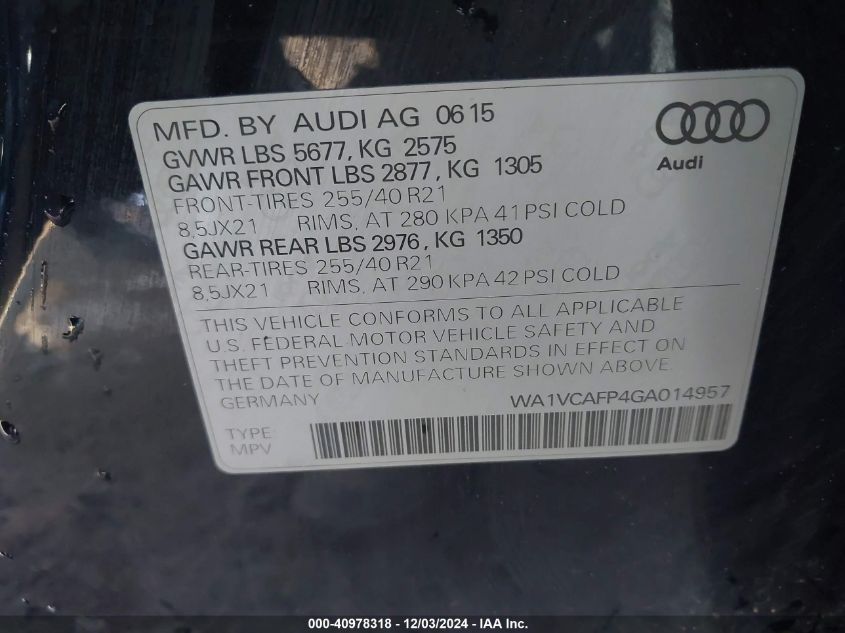 MFD. BY AUDI AG 06 15
GVWR LBS 5677, KG 2575
GAWR FRONT LBS 2877, KG 1305
FRONT-TIRES 255/40 R21
8,5JX21 RIMS, AT 280 KPA 41 PSI COLD
GAWR REAR LBS 2976, KG 1350
REAR-TIRES 255/40 R21
8,5JX21 RIMS, AT 290 KPA 42 PSI COLD
Audi
THIS VEHICLE CONFORMS TO ALL APPLICABLE
U.S. FEDERAL MOTOR VEHICLE SAFETY AND
THEFT PREVENTION STANDARDS IN EFFECT ON
THE DATE OF MANUFACTURE SHOWN ABOVE.
GERMANY WA1VCAFP4GA014957
TYPE:
MPV
000-40978318 - 12/03/2024 - IAA Inc.